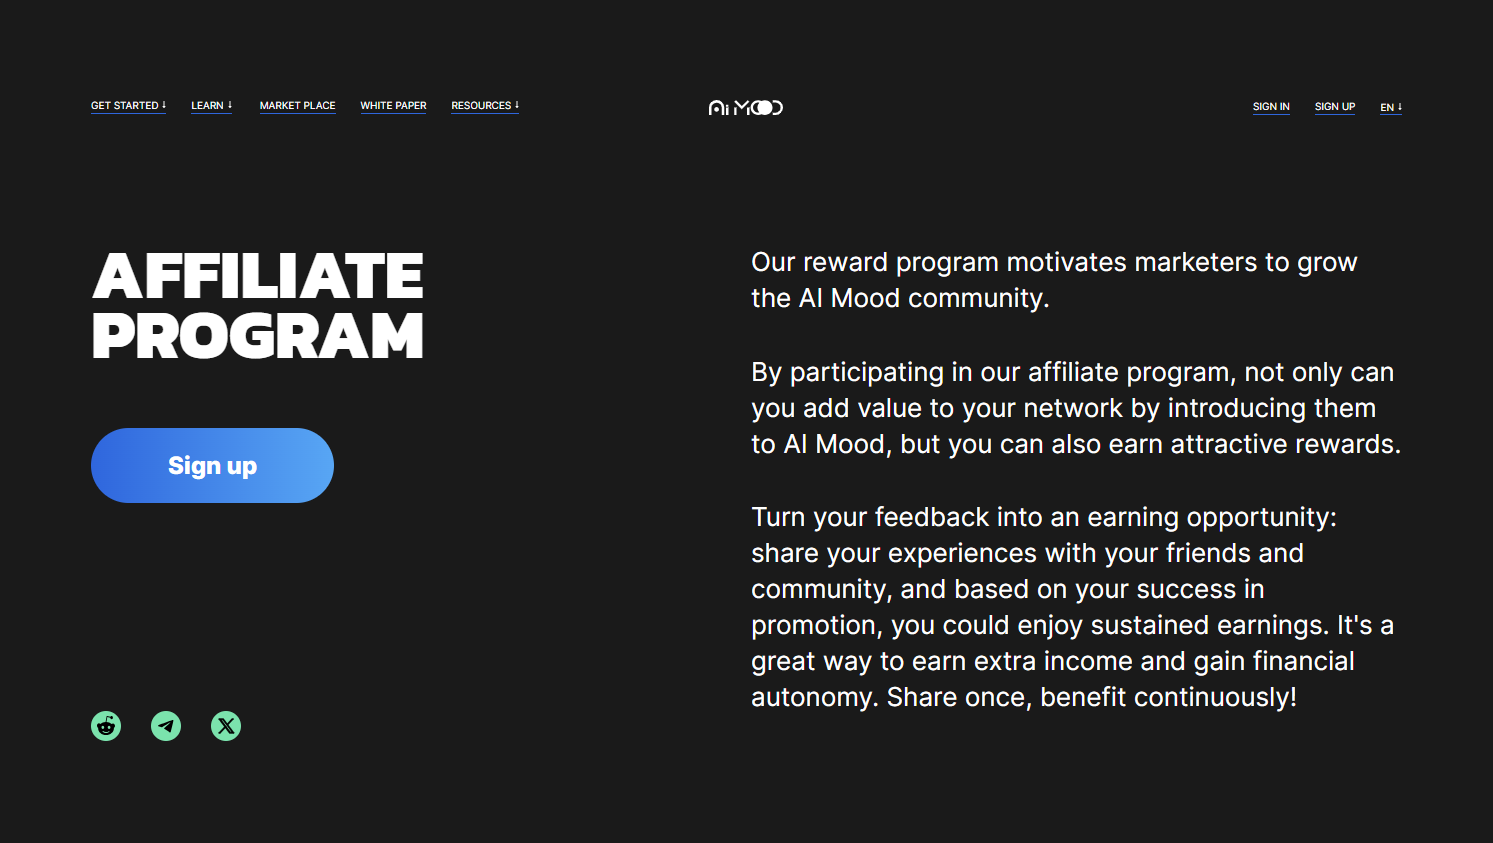 GET STARTED ↓ LEARN ↓ MARKET PLACE WHITE PAPER RESOURCES ↓ Ai MOOD SIGN IN SIGN UP EN ↓
AFFILIATE
PROGRAM
Sign up
Our reward program motivates marketers to grow
the AI Mood community.
By participating in our affiliate program, not only can
you add value to your network by introducing them
to AI Mood, but you can also earn attractive rewards.
Turn your feedback into an earning opportunity:
share your experiences with your friends and
community, and based on your success in
promotion, you could enjoy sustained earnings. It's a
great way to earn extra income and gain financial
autonomy. Share once, benefit continuously!